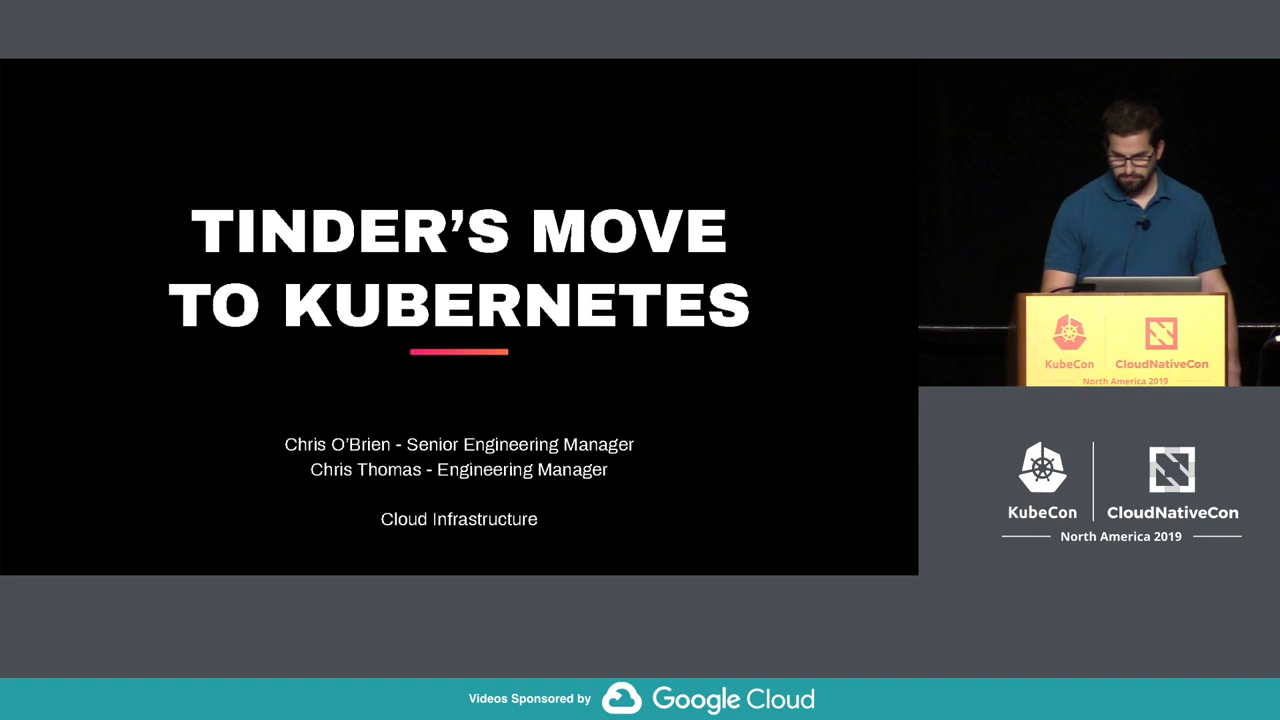 TINDER’S MOVE
TO KUBERNETES
Chris O’Brien - Senior Engineering Manager
Chris Thomas - Engineering Manager
Cloud Infrastructure
KubeCon
CloudNativeCon
North America 2019
KubeCon
CloudNativeCon
North America 2019
Videos Sponsored by
Google Cloud